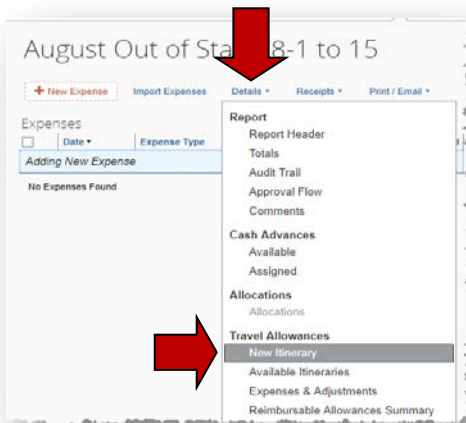 August Out of Sta 8-1 to 15
+ New Expense Import Expenses Details ▾ Receipts ▾ Print / Email ▾
Expenses
Date ▾ Expense Type
Adding New Expense
No Expenses Found
Report
Report Header
Totals
Audit Trail
Approval Flow
Comments
Cash Advances
Available
Assigned
Allocations
Allocations
Travel Allowances
New Itinerary
Available Itineraries
Expenses & Adjustments
Reimbursable Allowances Summary